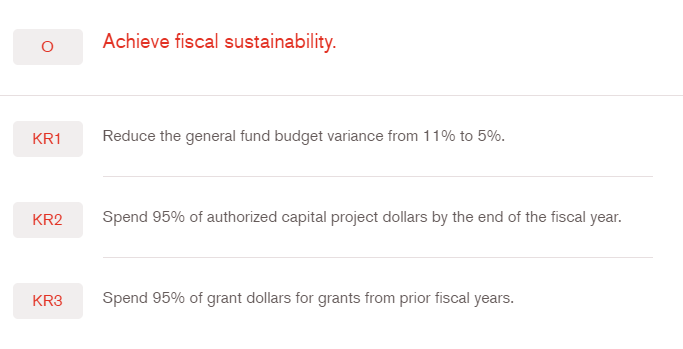 O
Achieve fiscal sustainability.
KR1
Reduce the general fund budget variance from 11% to 5%.
KR2
Spend 95% of authorized capital project dollars by the end of the fiscal year.
KR3
Spend 95% of grant dollars for grants from prior fiscal years.